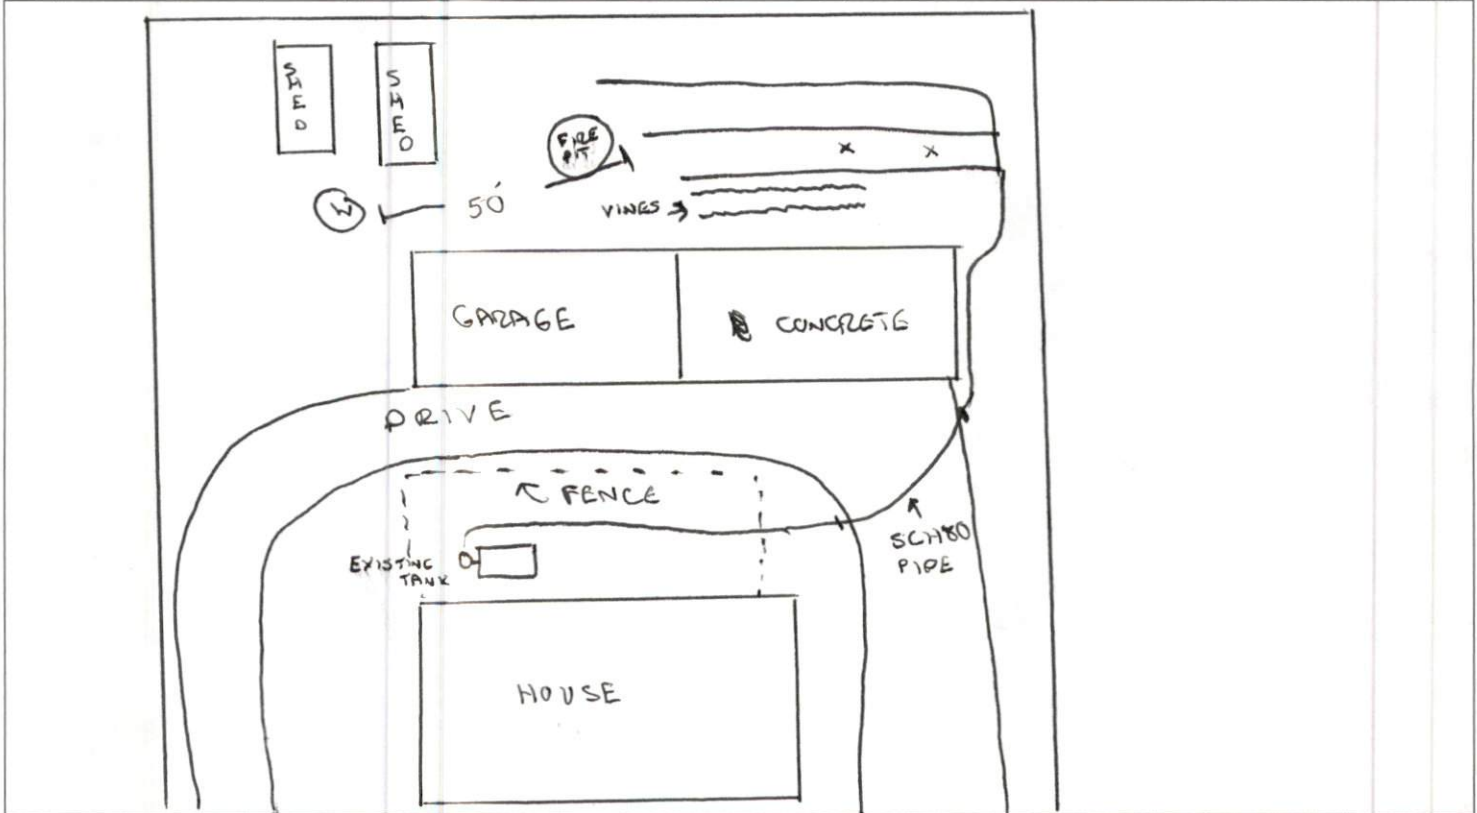 SHED
SHED
FIRE
PIT
W
50'
VINES
GARAGE
CONCRETE
DRIVE
FENCE
SCH80
PIPE
EXISTING
TANK
HOUSE